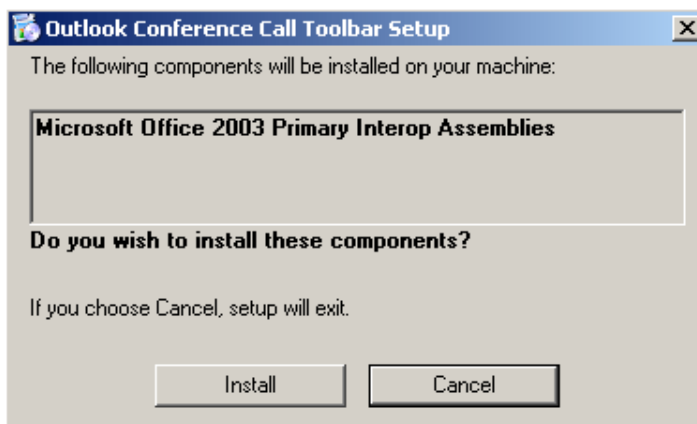 Outlook Conference Call Toolbar Setup
The following components will be installed on your machine:
Microsoft Office 2003 Primary Interop Assemblies
Do you wish to install these components?
If you choose Cancel, setup will exit.
Install Cancel